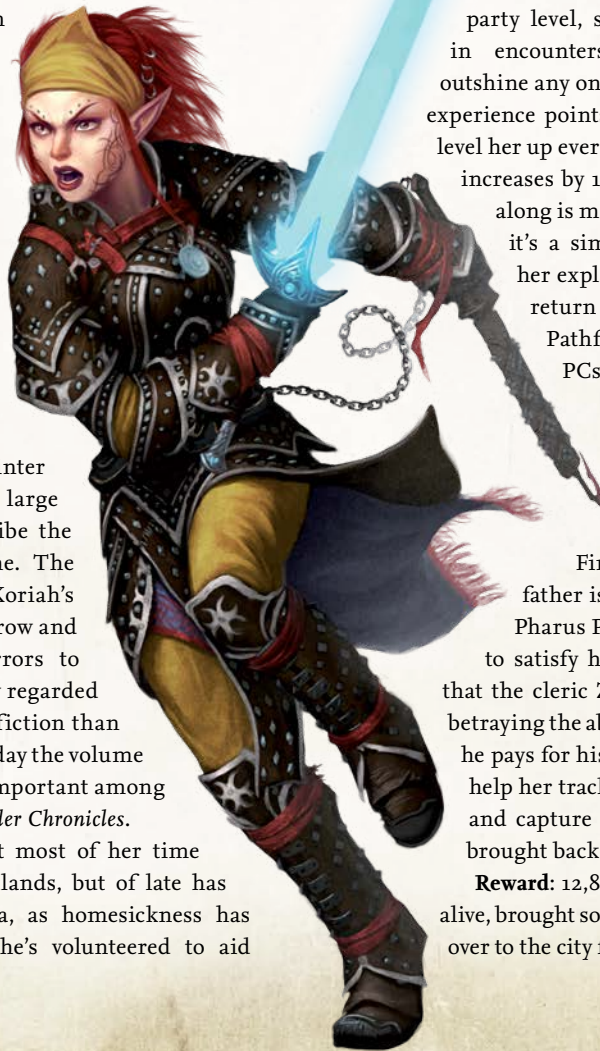 unter
large
ibe the
ne. The
Koriah's
row and
rrors to
y regarded
fiction than
day the volume
mportant among
der Chronicles.
t most of her time
lands, but of late has
a, as homesickness has
he's volunteered to aid
party level, s
in encounters
outshine any on
experience points
level her up ever
increases by 1
along is m
it's a sim
her expl
return
Pathf
PCs
Fir
father is
Pharus P
to satisfy h
that the cleric Z
betraying the ab
he pays for his
help her track
and capture
brought back
Reward: 12,8
alive, brought so
over to the city